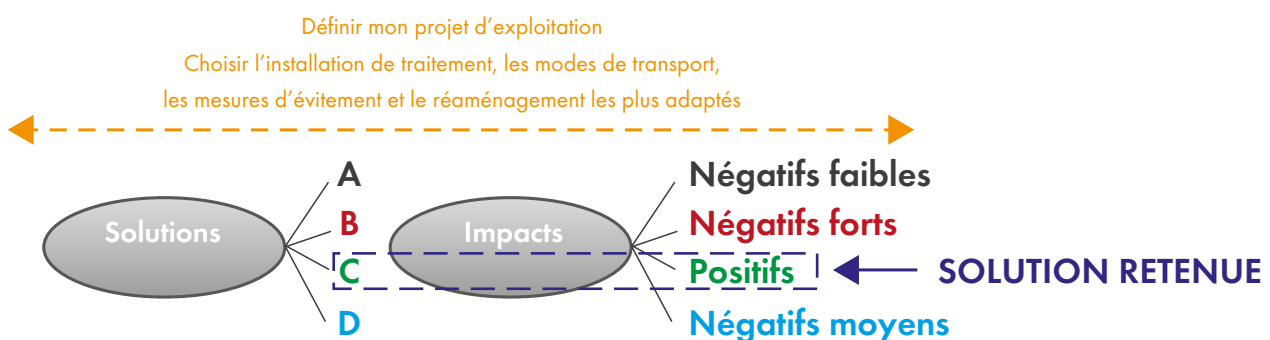 Définir mon projet d’exploitation
Choisir l’installation de traitement, les modes de transport,
les mesures d’évitement et le réaménagement les plus adaptés
A
Négatifs faibles
Solutions
B
Impacts
Négatifs forts
C
Positifs
SOLUTION RETENUE
D
Négatifs moyens